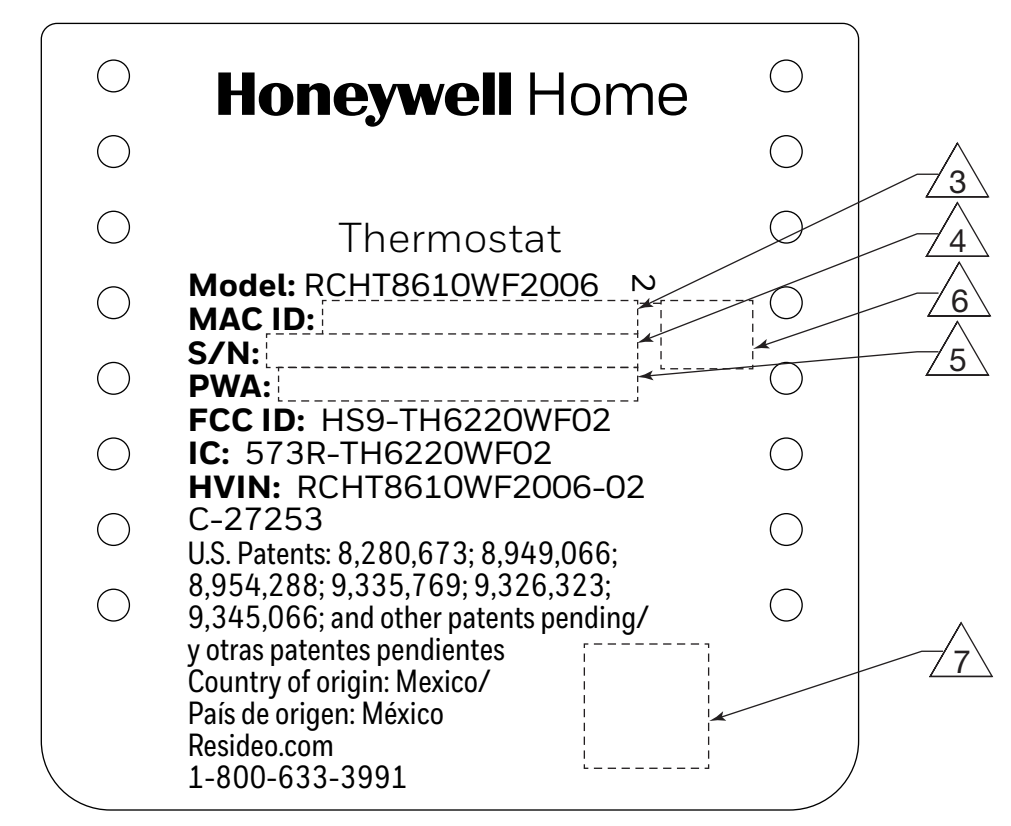 Honeywell Home
Thermostat
Model: RCHT8610WF2006 2
MAC ID:
S/N:
PWA:
FCC ID: HS9-TH6220WF02
IC: 573R-TH6220WF02
HVIN: RCHT8610WF2006-02
C-27253
U.S. Patents: 8,280,673; 8,949,066;
8,954,288; 9,335,769; 9,326,323;
9,345,066; and other patents pending/
y otras patentes pendientes
Country of origin: Mexico/
País de origen: México
Resideo.com
1-800-633-3991
3
4
6
5
7